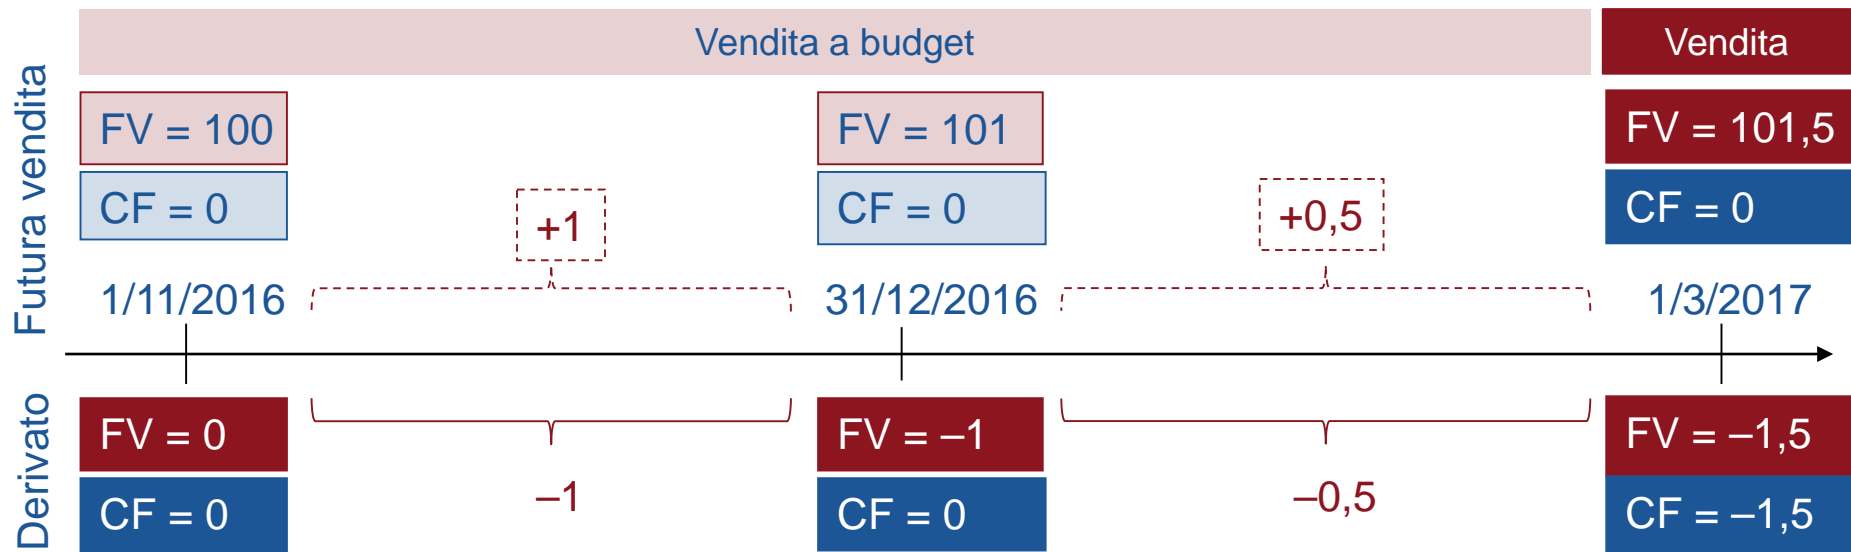 Vendita a budget
Vendita
Futura vendita
FV = 100
FV = 101
FV = 101,5
CF = 0
CF = 0
CF = 0
+1
+0,5
1/11/2016
31/12/2016
1/3/2017
Derivato
FV = 0
FV = –1
FV = –1,5
–1
–0,5
CF = 0
CF = 0
CF = –1,5